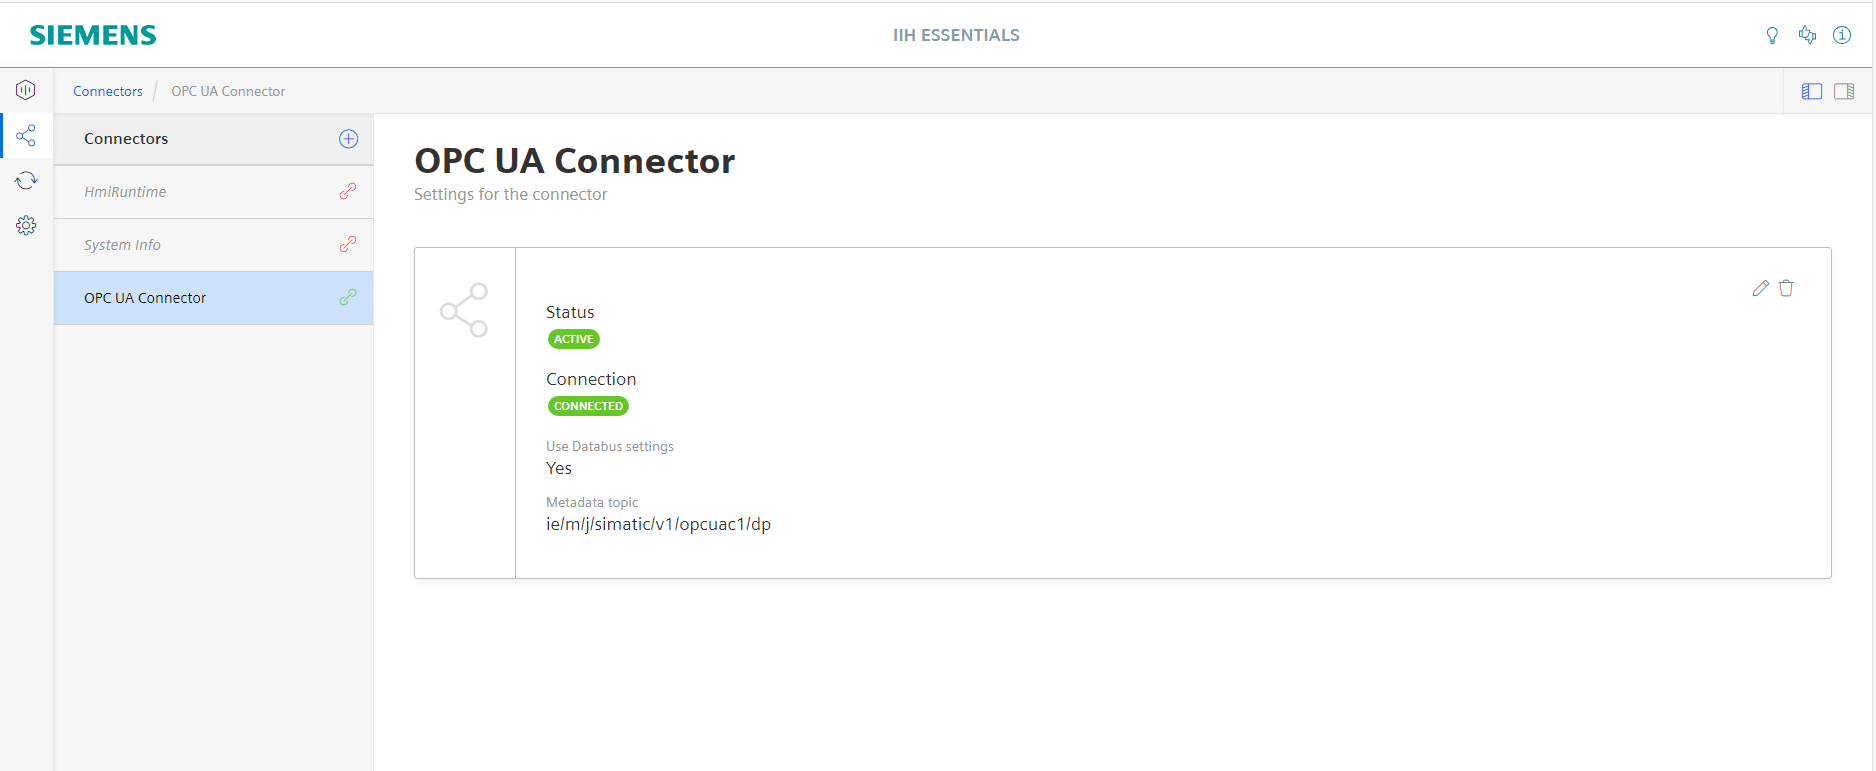 SIEMENS
IIH ESSENTIALS
Connectors / OPC UA Connector
Connectors
HmiRuntime
System Info
OPC UA Connector
OPC UA Connector
Settings for the connector
Status
ACTIVE
Connection
CONNECTED
Use Databus settings
Yes
Metadata topic
ie/m/j/simatic/v1/opcuac1/dp